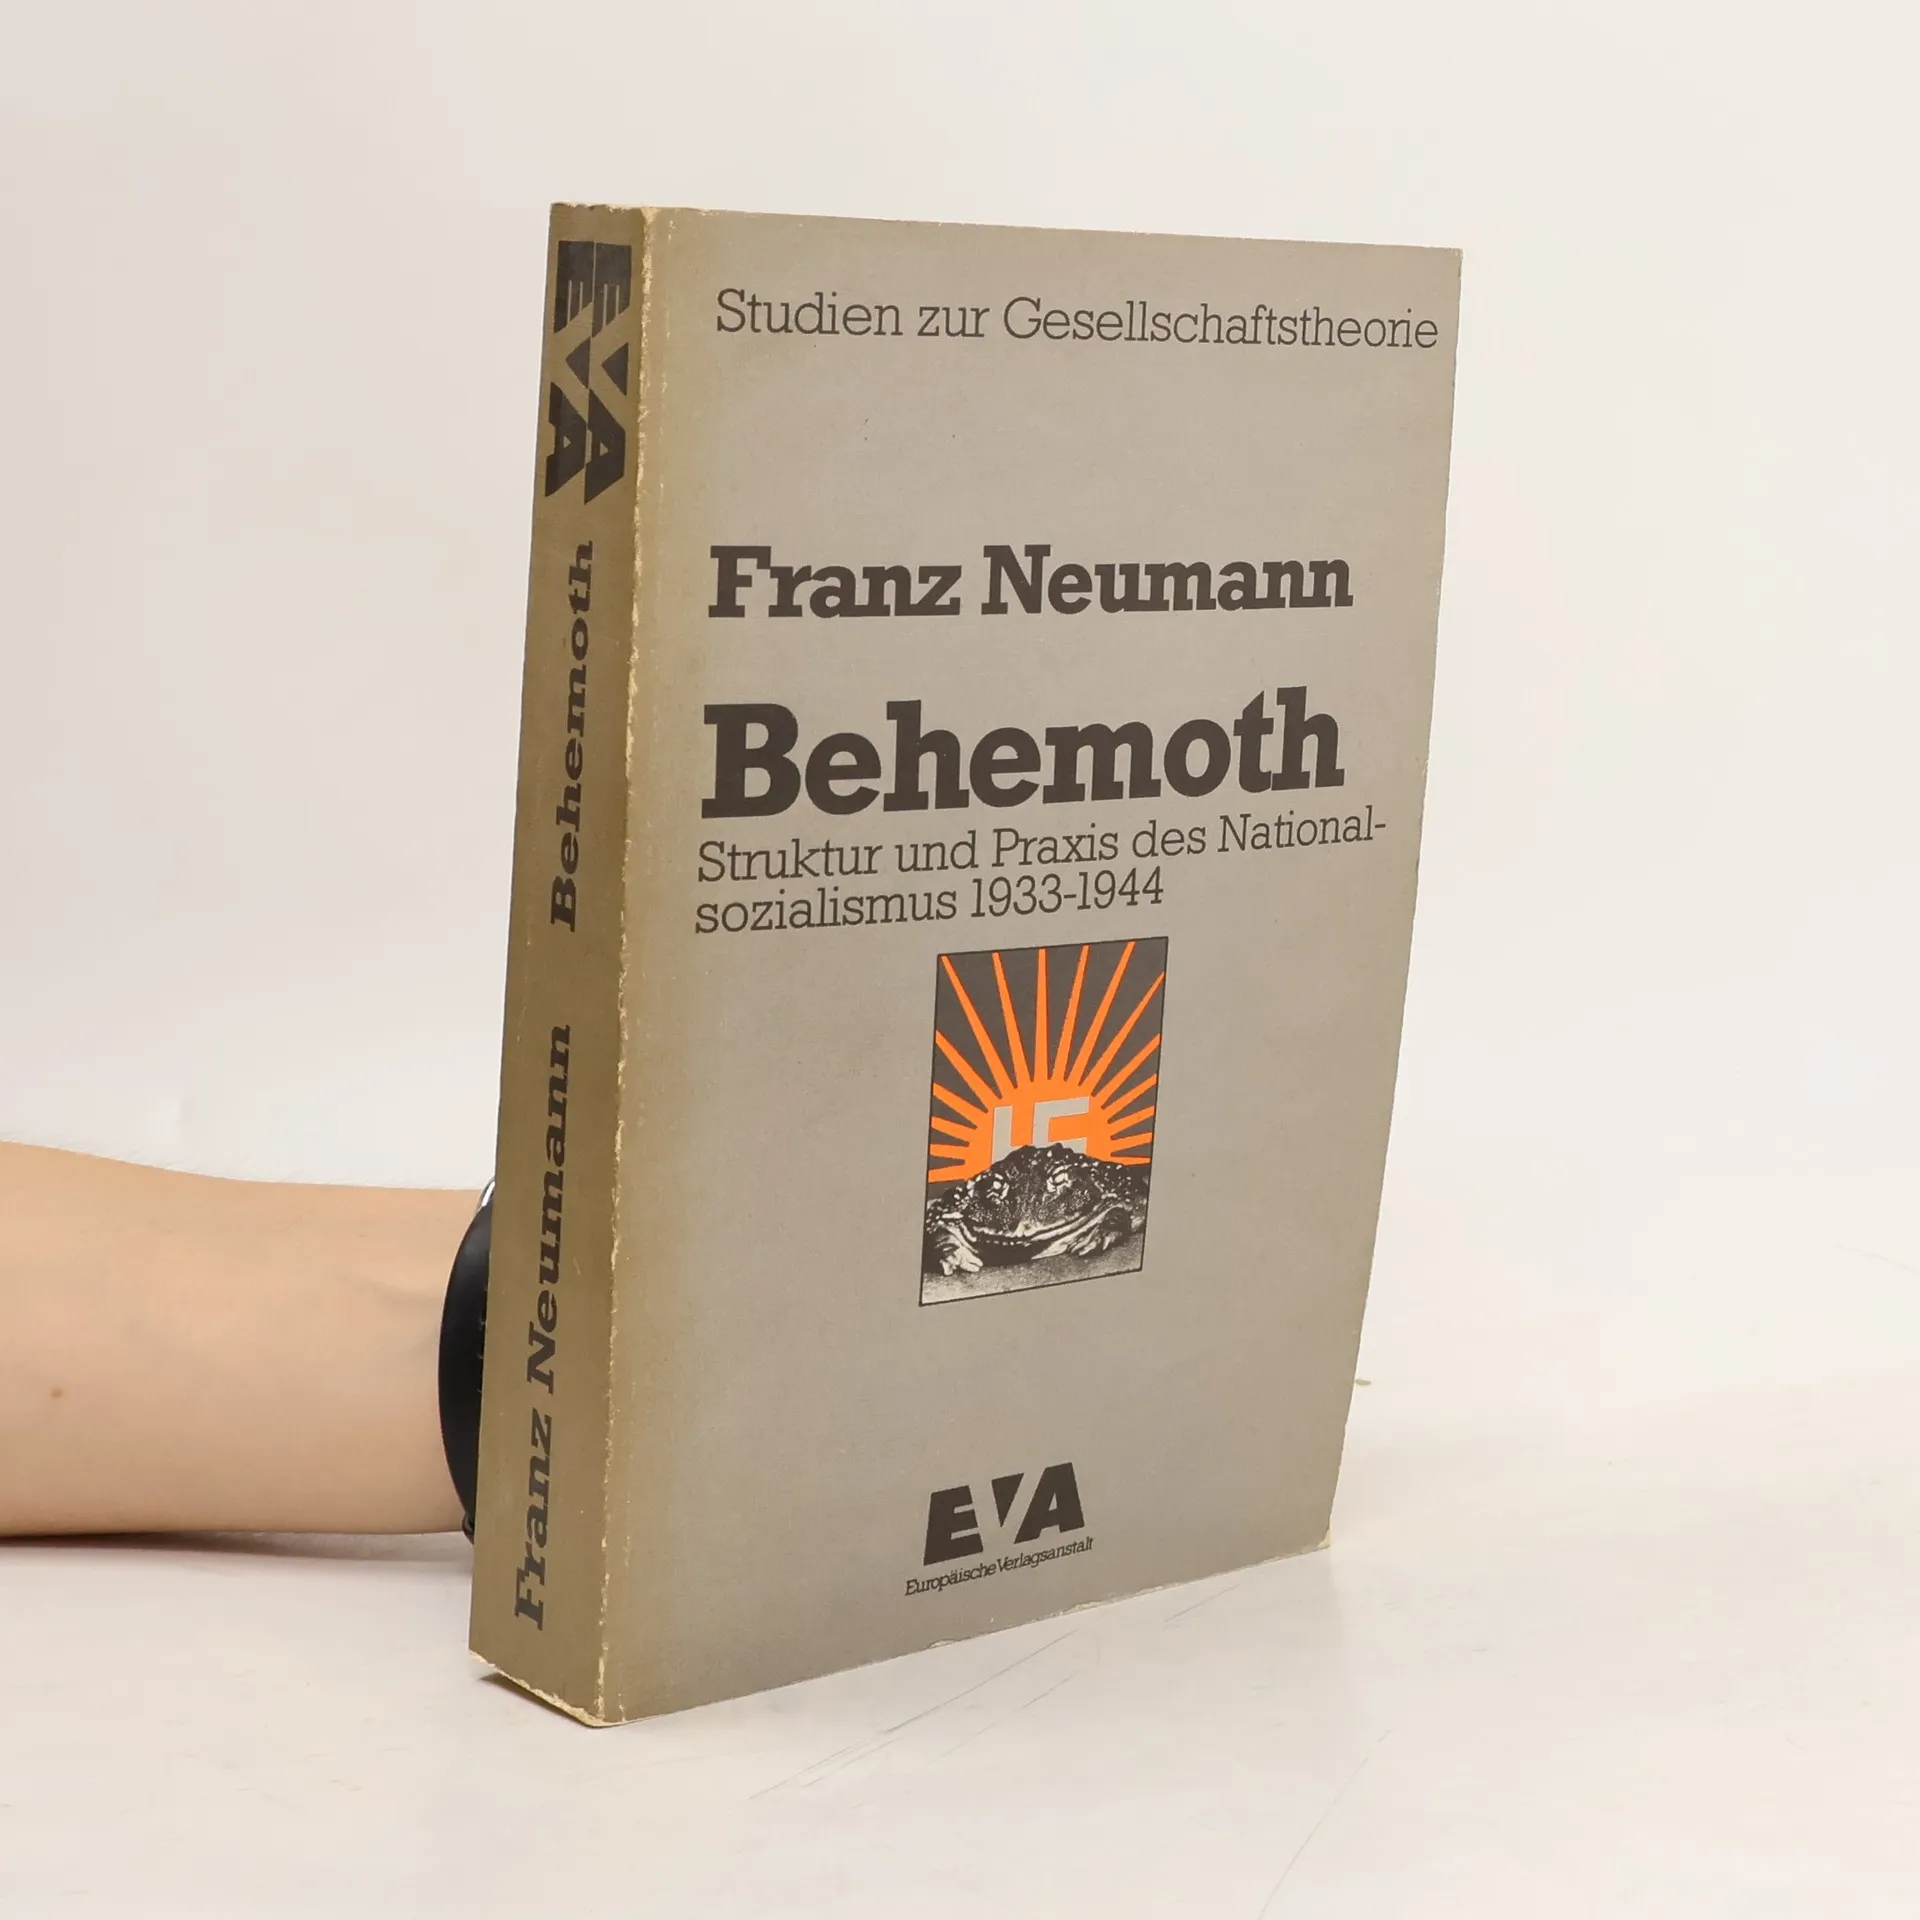 Studien zur Gesellschaftstheorie
Franz Neumann
Behemoth
Struktur und Praxis des National-
sozialismus 1933-1944
EVA
Europäische Verlagsanstalt
EVA
Franz Neumann Behemoth